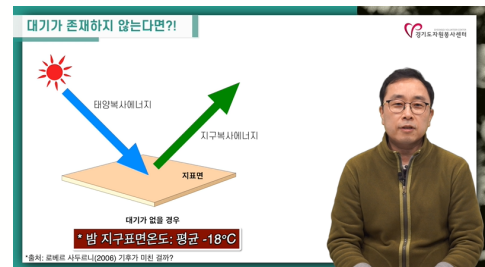 대기가 존재하지 않는다면?!
경기도자원봉사센터
태양복사에너지
지구복사에너지
지표면
대기가 없을 경우
* 밤 지구표면온도: 평균 -18°C
*출처: 로베르 사두르니(2006) 기후가 미친 걸까?